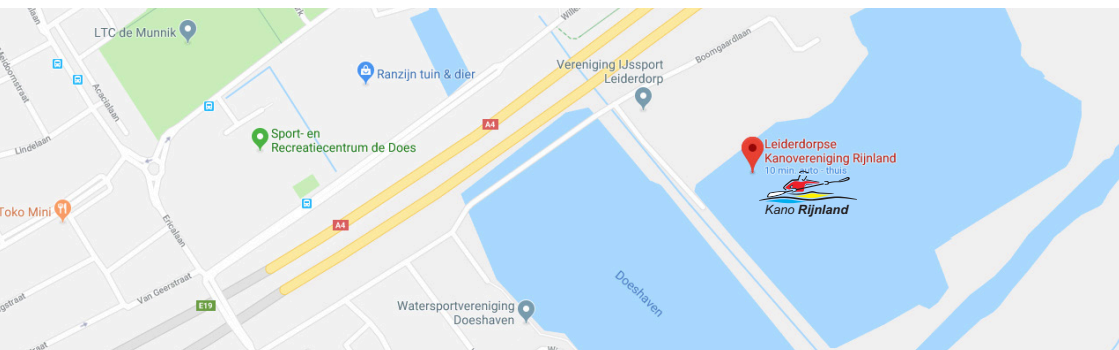 LTC de Munnik
Acacialaan
Lindelaan
Toko Mini
Ericalaan
Van Geerstraat
E19
Ranzijn tuin & dier
Sport- en
Recreatiecentrum de Does
A4
A4
Vereniging IJssport
Leiderdorp
Boomgaardlaan
Leiderdorpse
Kanovereniging Rijnland
10 min. auto thuis
Kano Rijnland
Doeshaven
Watersportvereniging
Doeshaven